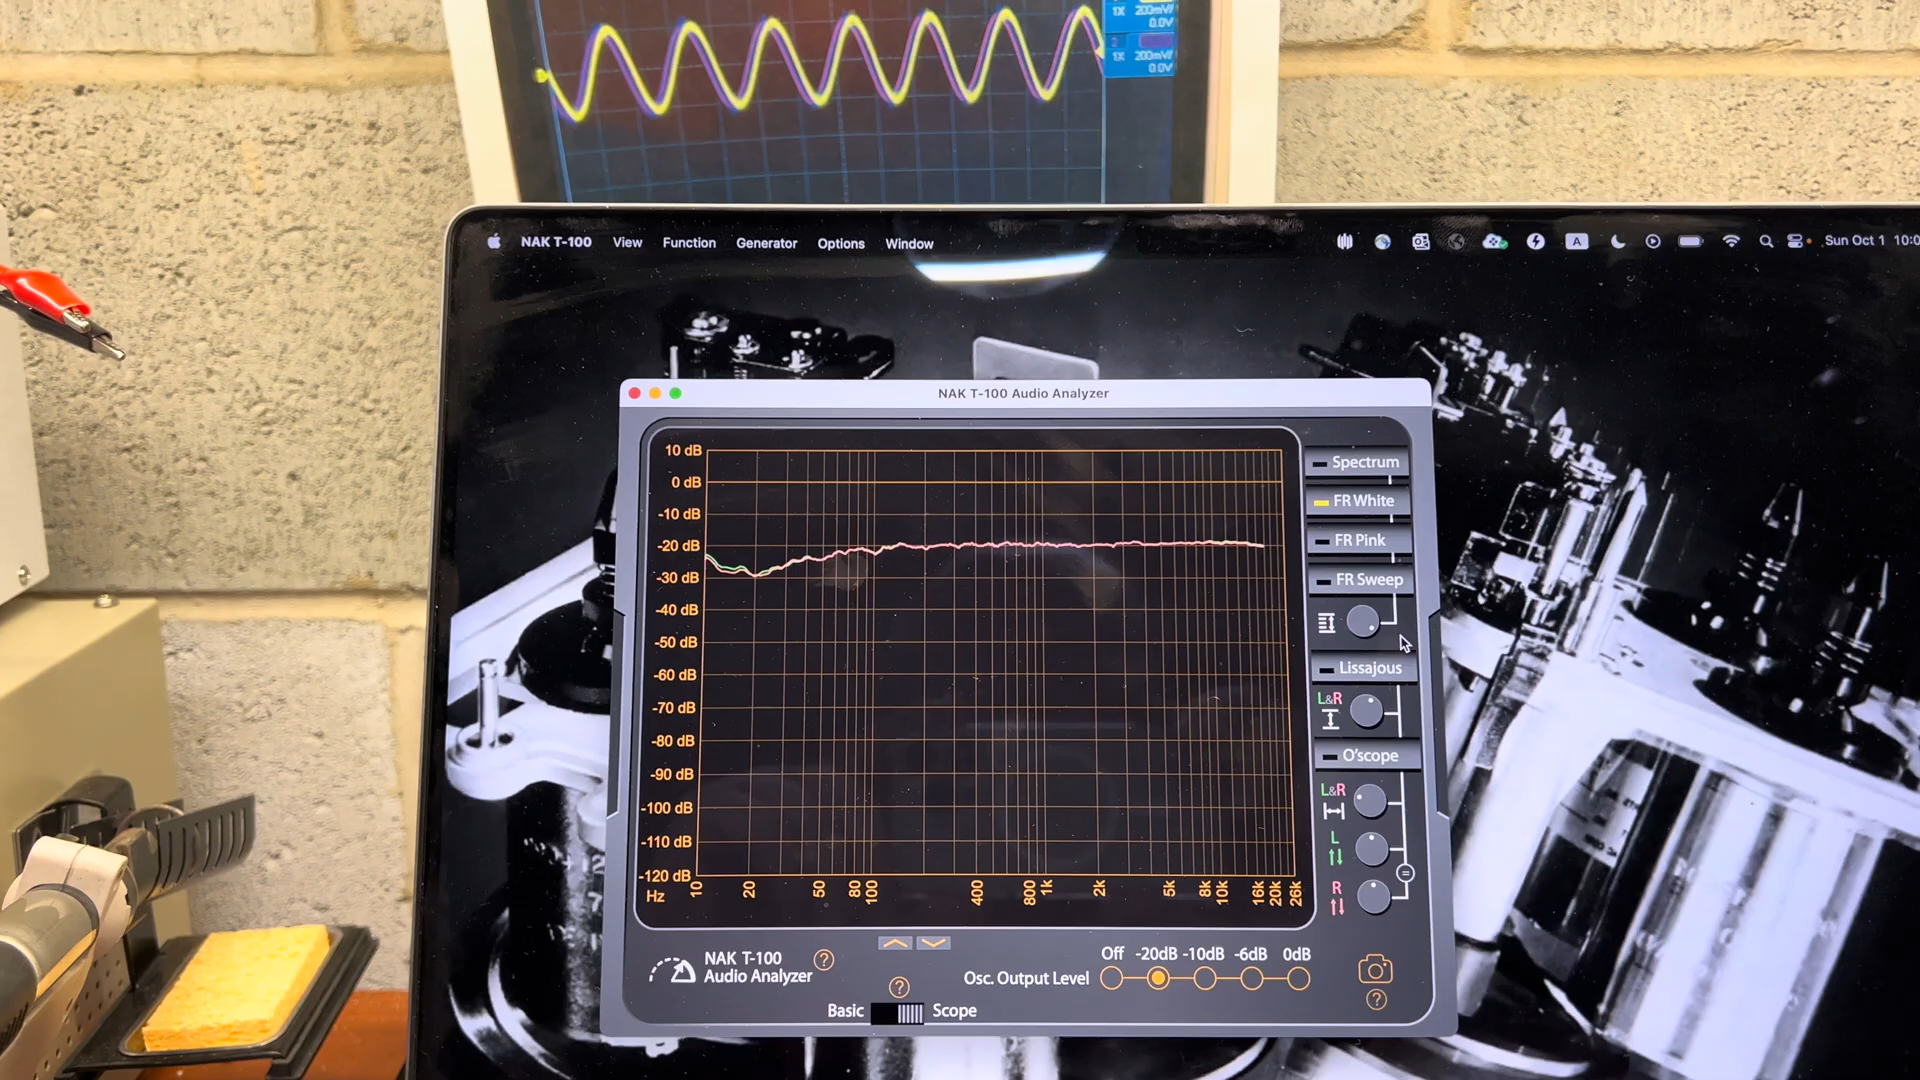 1X 200mV/
0.0V
2
1X 200mV/
0.0V
NAK T-100 View Function Generator Options Window
A
Sun Oct 1 10:0
NAK T-100 Audio Analyzer
10 dB
0 dB
-10 dB
-20 dB
-30 dB
-40 dB
-50 dB
-60 dB
-70 dB
-80 dB
-90 dB
-100 dB
-110 dB
-120 dB
Hz 10 20 50 80 100 400 800 1k 2k 5k 8k 10k 16k 20k 26k
Spectrum
FR White
FR Pink
FR Sweep
Lissajous
L&R
O'scope
L&R
L
R
=
NAK T-100 ?
Audio Analyzer
?
Basic Scope
Off -20dB -10dB -6dB 0dB
Osc. Output Level
?